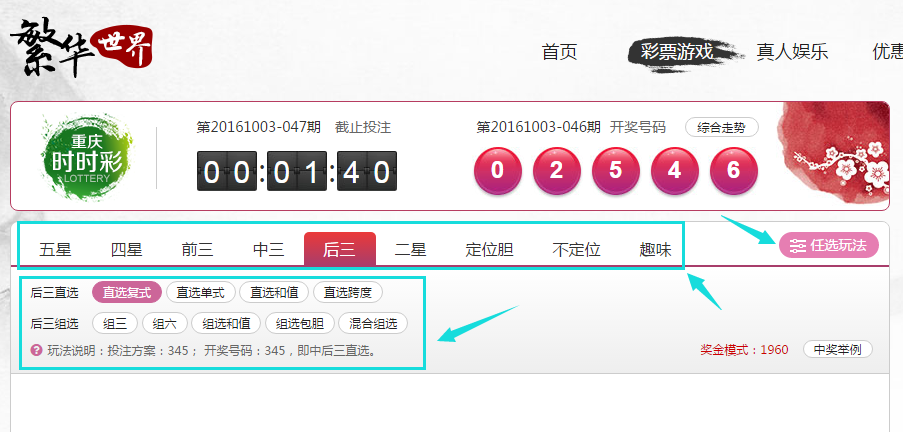 繁华世界
首页 彩票游戏 真人娱乐 优惠
重庆
时时彩
LOTTERY
第20161003-047期 截止投注
00:01:40
第20161003-046期 开奖号码 综合走势
0 2 5 4 6
五星 四星 前三 中三 后三 二星 定位胆 不定位 趣味 任选玩法
后三直选 直选复式 直选单式 直选和值 直选跨度
后三组选 组三 组六 组选和值 组选包胆 混合组选
? 玩法说明：投注方案：345； 开奖号码：345，即中后三直选。
奖金模式：1960 中奖举例